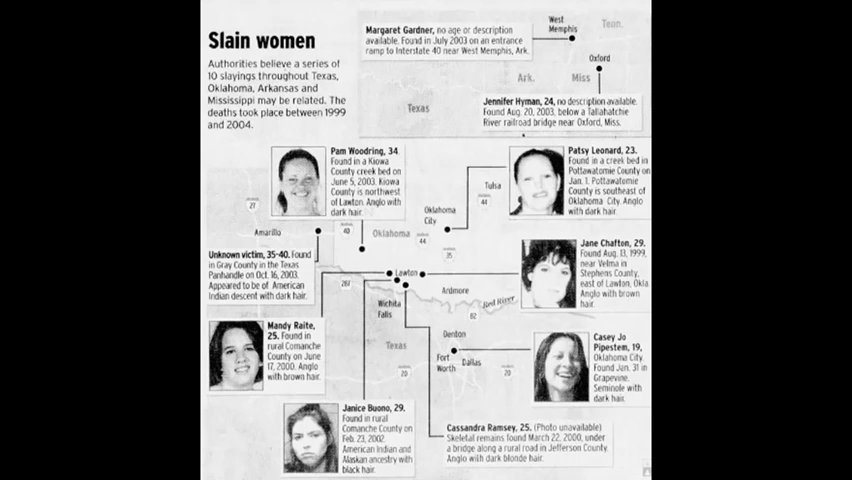 Slain women
Authorities believe a series of
10 slayings throughout Texas,
Oklahoma, Arkansas and
Mississippi may be related. The
deaths took place between 1999
and 2004.
Margaret Gardner, no age or description
available. Found in July 2003 on an entrance
ramp to Interstate 40 near West Memphis, Ark.
West
Memphis
Tenn.
Oxford
Ark.
Miss
Texas
Jennifer Hyman, 24, no description available.
Found Aug. 20, 2003, below a Tallahatchie
River railroad bridge near Oxford, Miss.
Pam Woodring, 34.
Found in a Kiowa
County creek bed on
June 5, 2003. Kiowa
County is northwest
of Lawton. Anglo with
dark hair.
Patsy Leonard, 23.
Found in a creek bed in
Pottawatomie County on
Jan. 1. Pottawatomie
County is southeast of
Oklahoma City. Anglo
with dark hair.
Tulsa
44
27
Oklahoma
City
Amarillo
40
Oklahoma
44
35
Unknown victim, 35-40. Found
in Gray County in the Texas
Panhandle on Oct. 16, 2003.
Appeared to be of American
Indian descent with dark hair.
Jane Chafton, 29.
Found Aug. 13, 1999,
near Velma in
Stephens County,
east of Lawton, Okla.
Anglo with brown
hair.
Lawton
281
Ardmore
Wichita
Falls
Red River
82
Mandy Raite,
25. Found in
rural Comanche
County on June
17, 2000. Anglo
with brown hair.
Texas
Denton
Fort
Worth
Dallas
20
20
Casey Jo
Pipestem, 19,
Oklahoma City.
Found Jan. 31 in
Grapevine.
Seminole with
dark hair.
Janice Buono, 29.
Found in rural
Comanche County on
Feb. 23, 2002.
American Indian and
Alaskan ancestry with
black hair.
Cassandra Ramsey, 25. (Photo unavailable)
Skeletal remains found March 22, 2000, under
a bridge along a rural road in Jefferson County.
Anglo with dark blonde hair.